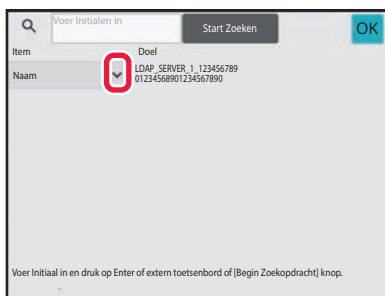 Voer Initialen in
Start Zoeken
OK
Item
Doel
Naam
LDAP_SERVER_1_123456789
01234568901234567890
Voer Initiaal in en druk op Enter of extern toetsenbord of [Begin Zoekopdracht] knop.